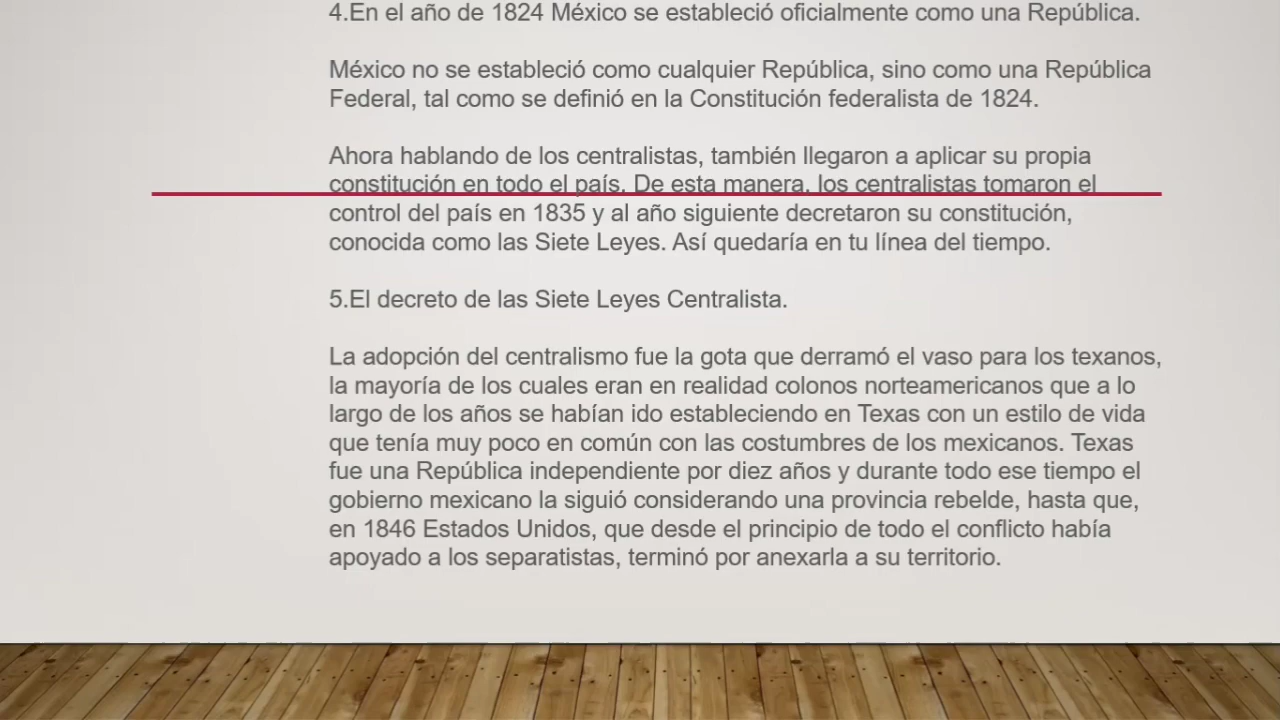 4.En el año de 1824 México se estableció oficialmente como una República.
México no se estableció como cualquier República, sino como una República
Federal, tal como se definió en la Constitución federalista de 1824.
Ahora hablando de los centralistas, también llegaron a aplicar su propia
constitución en todo el país. De esta manera, los centralistas tomaron el
control del país en 1835 y al año siguiente decretaron su constitución,
conocida como las Siete Leyes. Así quedaría en tu línea del tiempo.
5.El decreto de las Siete Leyes Centralista.
La adopción del centralismo fue la gota que derramó el vaso para los texanos,
la mayoría de los cuales eran en realidad colonos norteamericanos que a lo
largo de los años se habían ido estableciendo en Texas con un estilo de vida
que tenía muy poco en común con las costumbres de los mexicanos. Texas
fue una República independiente por diez años y durante todo ese tiempo el
gobierno mexicano la siguió considerando una provincia rebelde, hasta que,
en 1846 Estados Unidos, que desde el principio de todo el conflicto había
apoyado a los separatistas, terminó por anexarla a su territorio.